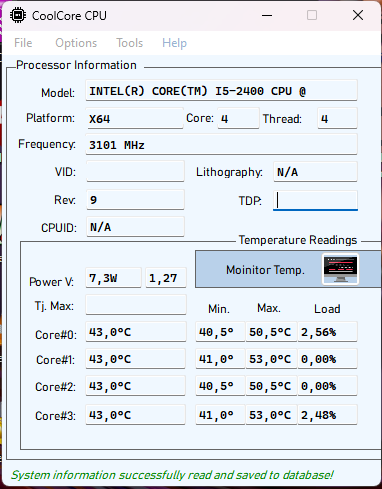 CoolCore CPU
File Options Tools Help
Processor Information
Model: INTEL(R) CORE(TM) I5-2400 CPU @
Platform: X64 Core: 4 Thread: 4
Frequency: 3101 MHz
VID: Lithography: N/A
Rev: 9 TDP:
CPUID: N/A
Temperature Readings
Power V: 7,3W 1,27 Moinitor Temp.
Tj. Max: Min. Max. Load
Core#0: 43,0°C 40,5° 50,5°C 2,56%
Core#1: 43,0°C 41,0° 53,0°C 0,00%
Core#2: 43,0°C 40,5° 50,5°C 0,00%
Core#3: 43,0°C 41,0° 53,0°C 2,48%
System information successfully read and saved to database!